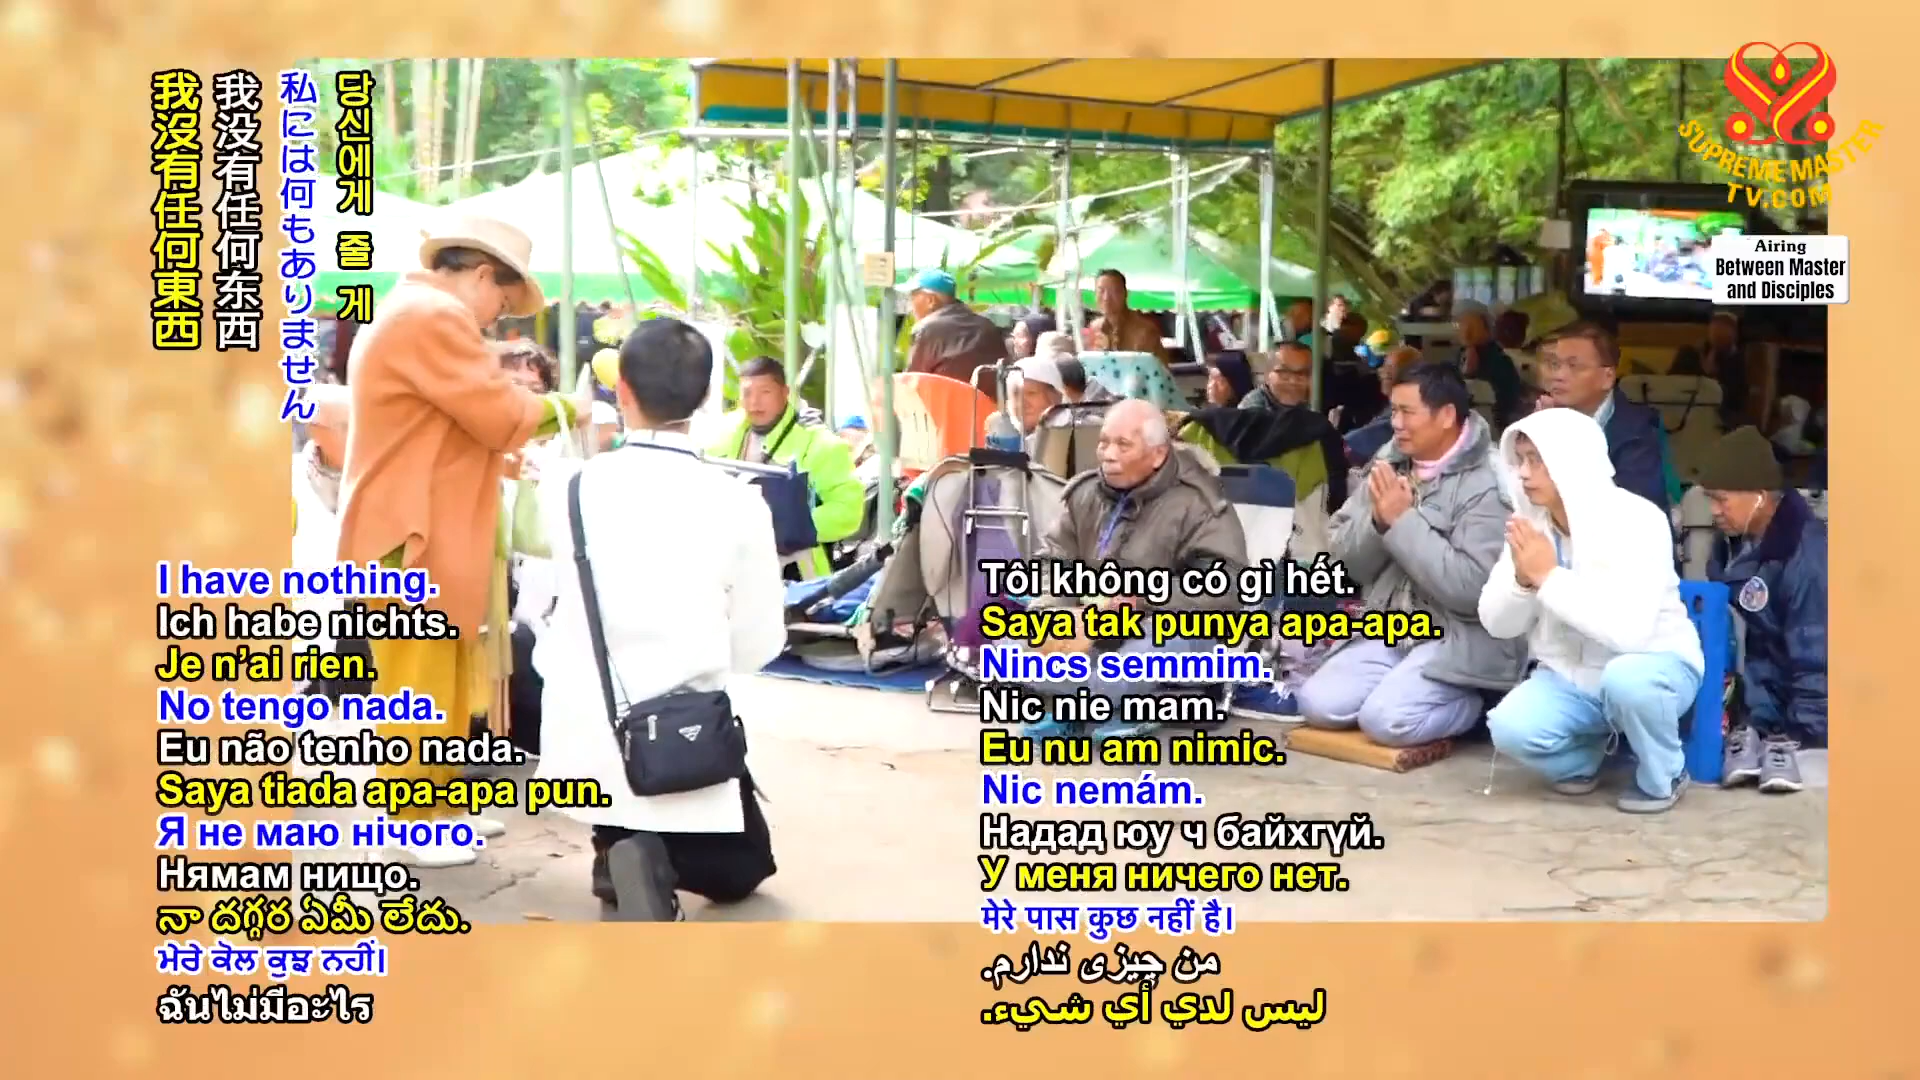 我沒有任何東西
我没有任何东西
私には何もありません
당신에게 줄 게
SUPREME MASTER
TV.COM
Airing
Between Master
and Disciples
I have nothing.
Ich habe nichts.
Je n’ai rien.
No tengo nada.
Eu não tenho nada.
Saya tiada apa-apa pun.
Я не маю нічого.
Нямам нищо.
నా దగ్గర ఏమీ లేదు.
ਮੇਰੇ ਕੋਲ ਕੁਝ ਨਹੀਂ।
ฉันไม่มีอะไร
Tôi không có gì hết.
Saya tak punya apa-apa.
Nincs semmim.
Nic nie mam.
Eu nu am nimic.
Nic nemám.
Надад юу ч байхгүй.
У меня ничего нет.
मेरे पास कुछ नहीं है।
من چیزی ندارم.
ليس لدي أي شيء.